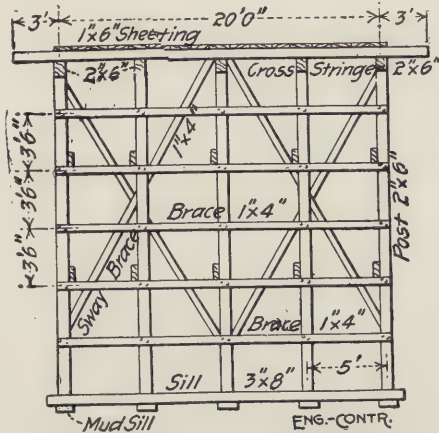 3' 20'0" 3'
1"x6" Sheeting
2"x6" Cross Stringer 2"x6"
1"x4"
3'6"
3'6"
3'6"
Brace 1"x4"
Post 2"x6"
Sway Brace
Brace 1"x4"
5'
Sill 3"x8"
Mud Sill
ENG.-CONTR.